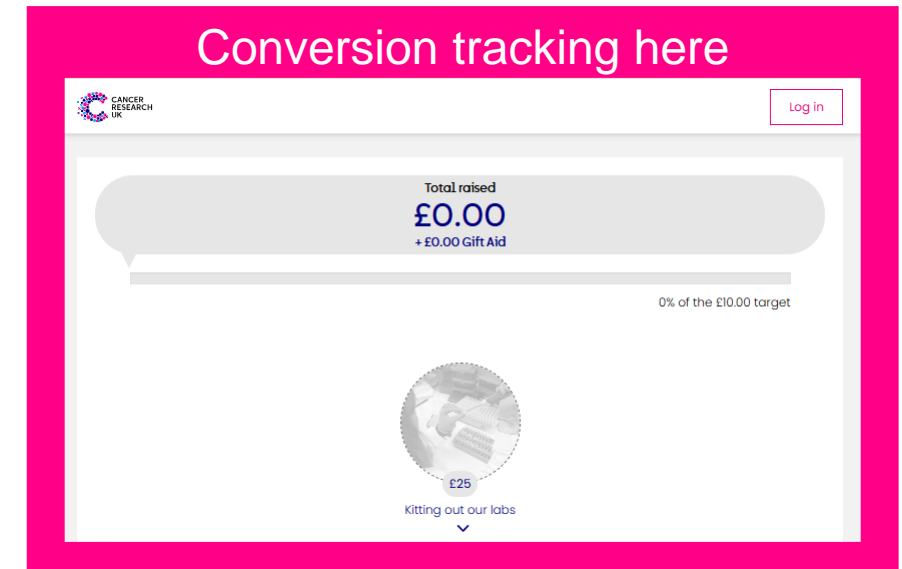 Conversion tracking here
CANCER
RESEARCH
UK
Log in
Total raised
£0.00
+ £0.00 Gift Aid
0% of the £10.00 target
£25
Kitting out our labs